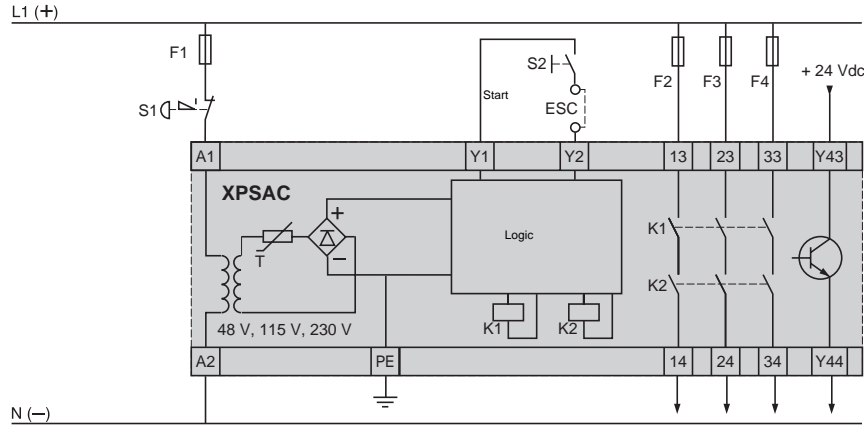 L1 (+)
F1
S2
F2
F3
F4
+ 24 Vdc
Start
ESC
S1
A1
Y1
Y2
13
23
33
Y43
XPSAC
+
Logic
K1
T
−
K2
48 V, 115 V, 230 V
K1
K2
A2
PE
14
24
34
Y44
N (−)